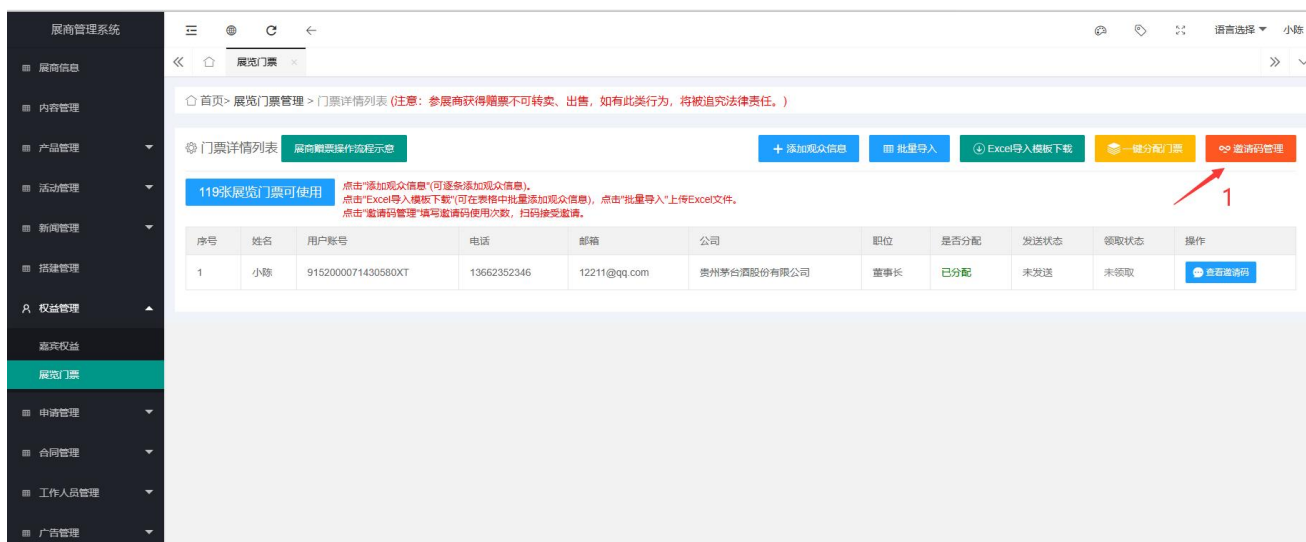 展商管理系统
语言选择
小陈
展商信息
展览门票
内容管理
首页> 展览门票管理 > 门票详情列表 (注意：参展商获得赠票不可转卖、出售，如有此类行为，将被追究法律责任。)
产品管理
门票详情列表
展商赠票操作流程示意
添加观众信息
批量导入
Excel导入模板下载
一键分配门票
邀请码管理
活动管理
119张展览门票可使用
点击"添加观众信息"(可逐条添加观众信息)。
点击"Excel导入模板下载"(可在表格中批量添加观众信息)，点击"批量导入"上传Excel文件。
点击"邀请码管理"填写邀请码使用次数，扫码接受邀请。
1
新闻管理
序号 姓名 用户账号 电话 邮箱 公司 职位 是否分配 发送状态 领取状态 操作
搭建管理
1 小陈 9152000071430580XT 13662352346 12211@qq.com 贵州茅台酒股份有限公司 董事长 已分配 未发送 未领取 查看邀请码
权益管理
嘉宾权益
展览门票
申请管理
合同管理
工作人员管理
广告管理